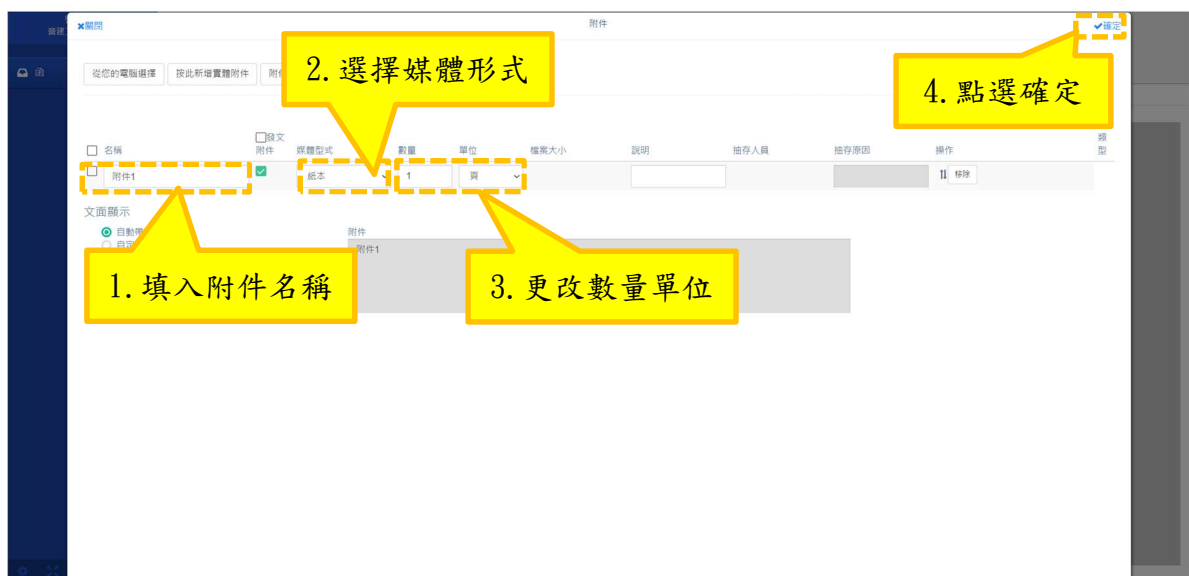 ×關閉
附件
✔確定
函
從您的電腦選擇
按此新增實體附件
2.選擇媒體形式
4.點選確定
名稱
發文附件
媒體型式
數量
單位
檔案大小
說明
抽存人員
抽存原因
操作
類型
附件1
紙本
1
頁
移除
文面顯示
自動帶
附件
附件1
1.填入附件名稱
3.更改數量單位